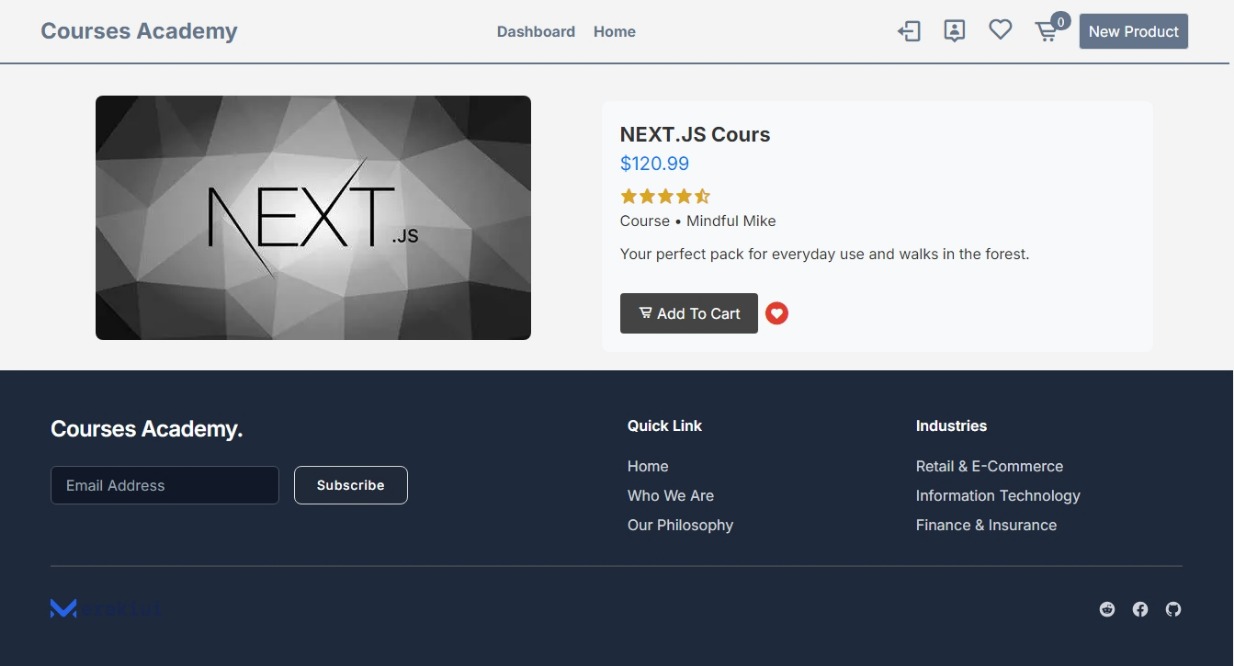 Courses Academy
Dashboard Home
0
New Product
NEXT.JS
NEXT.JS Cours
$120.99
Course • Mindful Mike
Your perfect pack for everyday use and walks in the forest.
Add To Cart
Courses Academy.
Email Address
Subscribe
Quick Link
Home
Who We Are
Our Philosophy
Industries
Retail & E-Commerce
Information Technology
Finance & Insurance